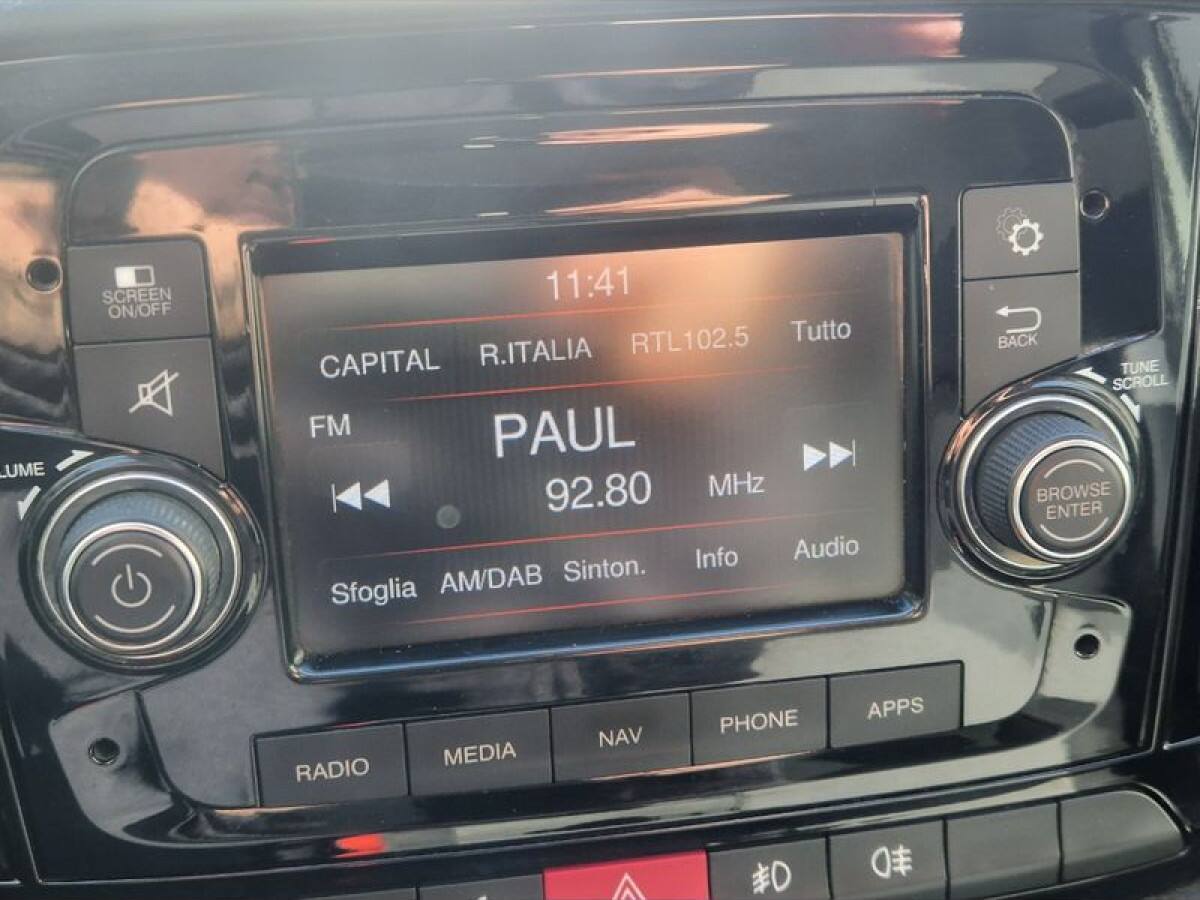 SCREEN
ON/OFF
LUME
11:41
CAPITAL R.ITALIA RTL102.5 Tutto
FM
PAUL
92.80 MHz
Sfoglia AM/DAB Sinton. Info Audio
BACK
TUNE
SCROLL
BROWSE
ENTER
RADIO MEDIA NAV PHONE APPS